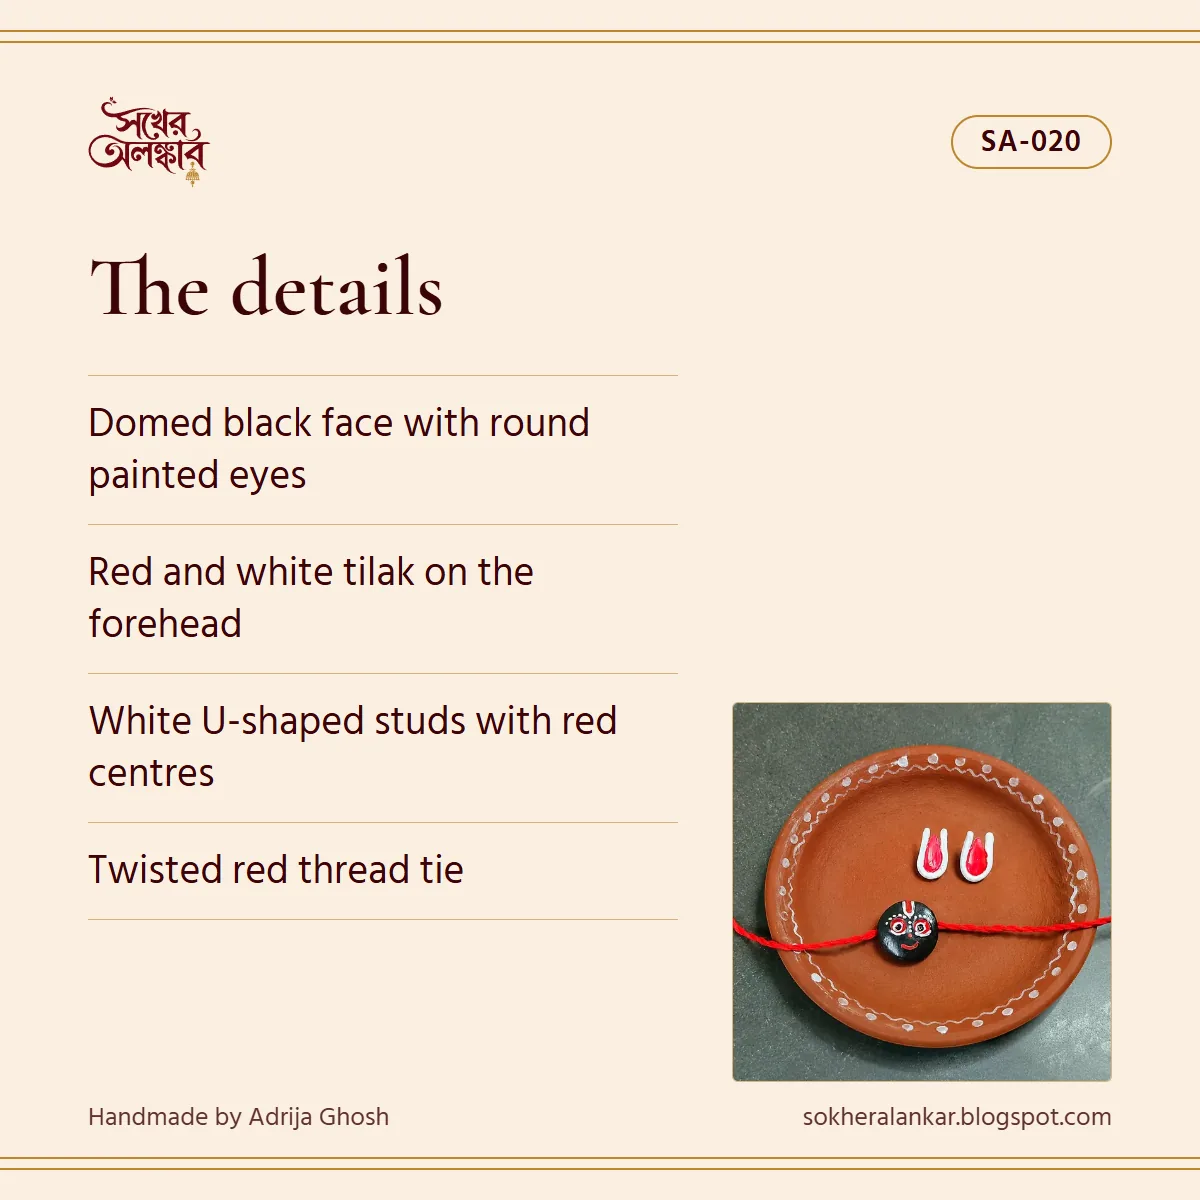 সখের
অলঙ্কার
SA-020
The details
Domed black face with round
painted eyes
Red and white tilak on the
forehead
White U-shaped studs with red
centres
Twisted red thread tie
Handmade by Adrija Ghosh
sokheralankar.blogspot.com